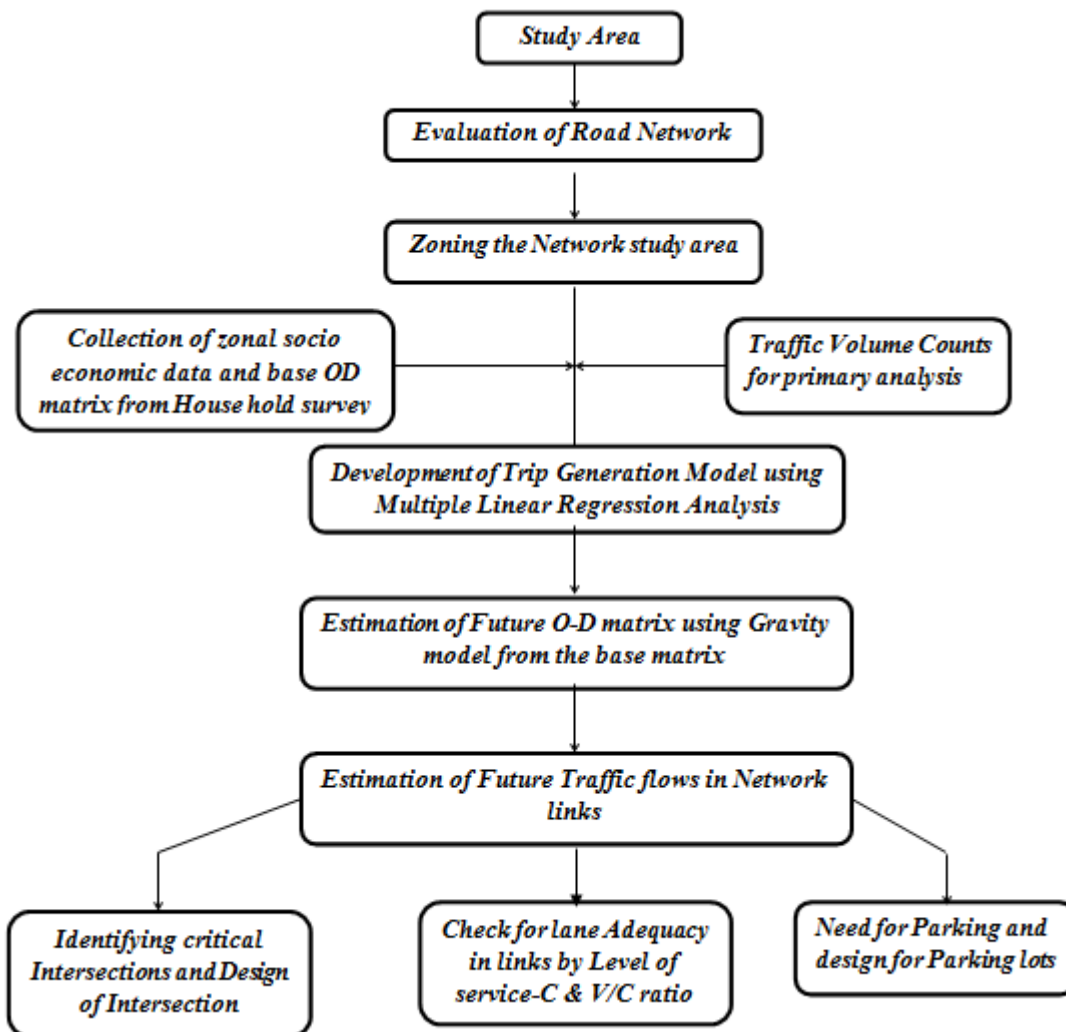 Study Area
Evaluation of Road Network
Zoning the Network study area
Collection of zonal socio
economic data and base OD
matrix from House hold survey
Traffic Volume Counts
for primary analysis
Development of Trip Generation Model using
Multiple Linear Regression Analysis
Estimation of Future O-D matrix using Gravity
model from the base matrix
Estimation of Future Traffic flows in Network
links
Identifying critical
Intersections and Design
of Intersection
Check for lane Adequacy
in links by Level of
service-C & V/C ratio
Need for Parking and
design for Parking lots